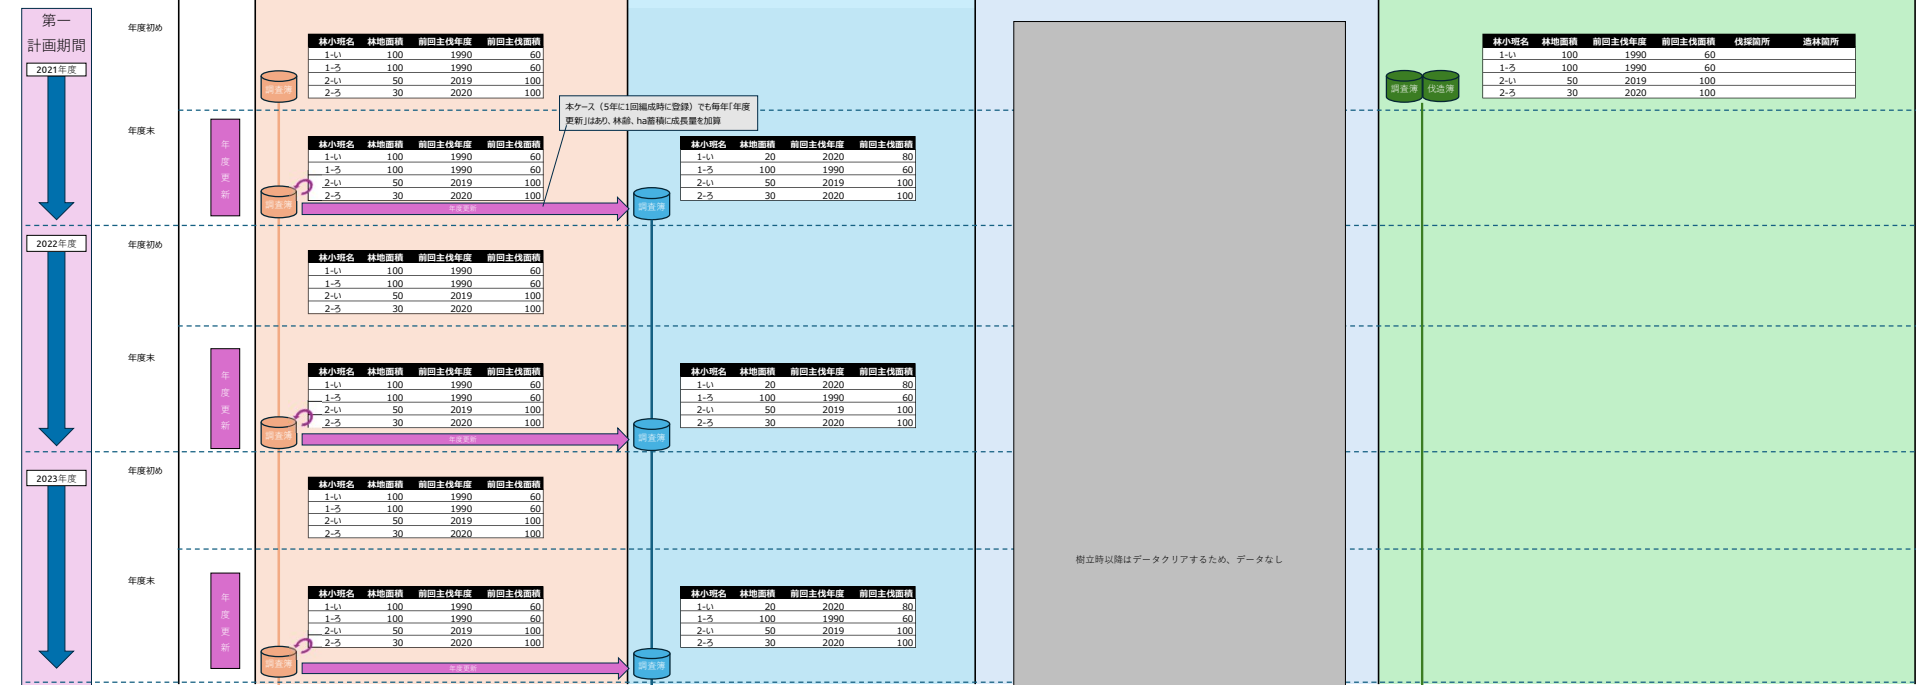 第一
計画期間
年度初め
2021年度
林小班名 林地面積 前回主伐年度 前回主伐面積
1-い 100 1990 60
1-ろ 100 1990 60
2-い 50 2019 100
2-ろ 30 2020 100
調査簿
林小班名 林地面積 前回主伐年度 前回主伐面積 伐採箇所 造林箇所
1-い 100 1990 60
1-ろ 100 1990 60
2-い 50 2019 100
2-ろ 30 2020 100
調査簿 伐造簿
本ケース（5年に1回編成時に登録）でも毎年「年度
更新」はあり、林齢、ha蓄積に成長量を加算
年度末
年度更新
林小班名 林地面積 前回主伐年度 前回主伐面積
1-い 100 1990 60
1-ろ 100 1990 60
2-い 50 2019 100
2-ろ 30 2020 100
調査簿
年度更新
林小班名 林地面積 前回主伐年度 前回主伐面積
1-い 20 2020 80
1-ろ 100 1990 60
2-い 50 2019 100
2-ろ 30 2020 100
調査簿
2022年度
年度初め
林小班名 林地面積 前回主伐年度 前回主伐面積
1-い 100 1990 60
1-ろ 100 1990 60
2-い 50 2019 100
2-ろ 30 2020 100
年度末
年度更新
林小班名 林地面積 前回主伐年度 前回主伐面積
1-い 100 1990 60
1-ろ 100 1990 60
2-い 50 2019 100
2-ろ 30 2020 100
調査簿
年度更新
林小班名 林地面積 前回主伐年度 前回主伐面積
1-い 20 2020 80
1-ろ 100 1990 60
2-い 50 2019 100
2-ろ 30 2020 100
調査簿
2023年度
年度初め
林小班名 林地面積 前回主伐年度 前回主伐面積
1-い 100 1990 60
1-ろ 100 1990 60
2-い 50 2019 100
2-ろ 30 2020 100
樹立時以降はデータクリアするため、データなし
年度末
年度更新
林小班名 林地面積 前回主伐年度 前回主伐面積
1-い 100 1990 60
1-ろ 100 1990 60
2-い 50 2019 100
2-ろ 30 2020 100
調査簿
年度更新
林小班名 林地面積 前回主伐年度 前回主伐面積
1-い 20 2020 80
1-ろ 100 1990 60
2-い 50 2019 100
2-ろ 30 2020 100
調査簿